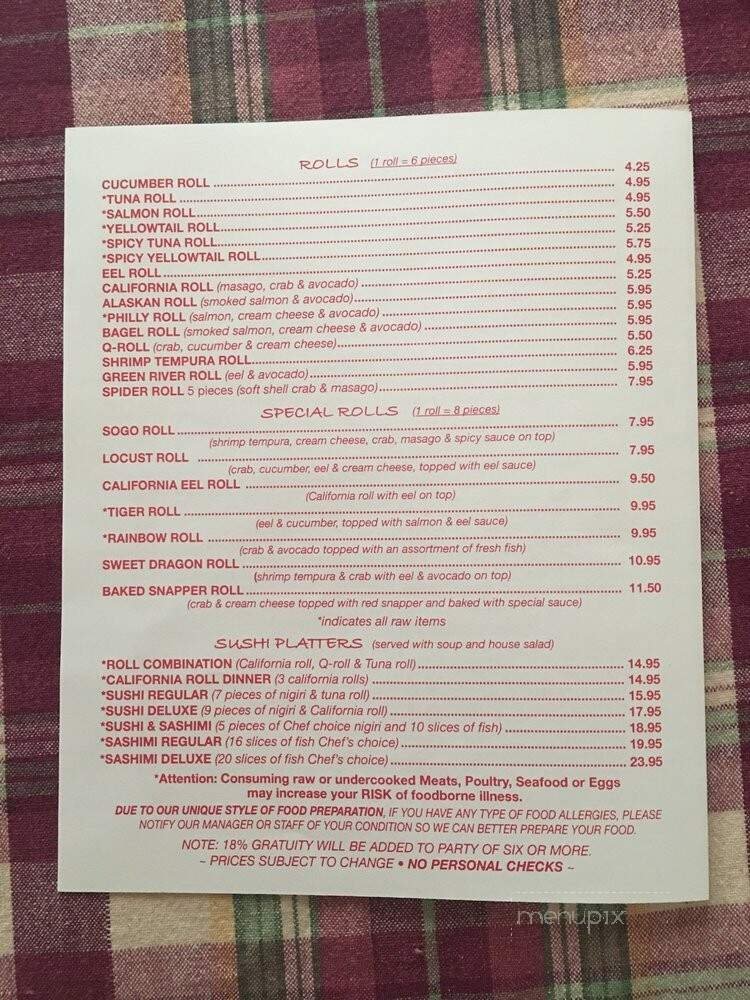 ROLLS (1 roll = 6 pieces)
CUCUMBER ROLL 4.25
*TUNA ROLL 4.95
*SALMON ROLL 4.95
*YELLOWTAIL ROLL 5.50
*SPICY TUNA ROLL 5.25
*SPICY YELLOWTAIL ROLL 5.75
EEL ROLL 4.95
CALIFORNIA ROLL (masago, crab & avocado) 5.25
ALASKAN ROLL (smoked salmon & avocado) 5.95
*PHILLY ROLL (salmon, cream cheese & avocado) 5.95
BAGEL ROLL (smoked salmon, cream cheese & avocado) 5.95
Q-ROLL (crab, cucumber & cream cheese) 5.50
SHRIMP TEMPURA ROLL 6.25
GREEN RIVER ROLL (eel & avocado) 5.95
SPIDER ROLL 5 pieces (soft shell crab & masago) 7.95
SPECIAL ROLLS (1 roll = 8 pieces)
SOGO ROLL 7.95
(shrimp tempura, cream cheese, crab, masago & spicy sauce on top)
LOCUST ROLL 7.95
(crab, cucumber, eel & cream cheese, topped with eel sauce)
CALIFORNIA EEL ROLL 9.50
(California roll with eel on top)
*TIGER ROLL 9.95
(eel & cucumber, topped with salmon & eel sauce)
*RAINBOW ROLL 9.95
(crab & avocado topped with an assortment of fresh fish)
SWEET DRAGON ROLL 10.95
(shrimp tempura & crab with eel & avocado on top)
BAKED SNAPPER ROLL 11.50
(crab & cream cheese topped with red snapper and baked with special sauce)
*indicates all raw items
SUSHI PLATTERS (served with soup and house salad)
*ROLL COMBINATION (California roll, Q-roll & Tuna roll) 14.95
*CALIFORNIA ROLL DINNER (3 california rolls) 14.95
*SUSHI REGULAR (7 pieces of nigiri & tuna roll) 15.95
*SUSHI DELUXE (9 pieces of nigiri & California roll) 17.95
*SUSHI & SASHIMI (5 pieces of Chef choice nigiri and 10 slices of fish) 18.95
*SASHIMI REGULAR (16 slices of fish Chef's choice) 19.95
*SASHIMI DELUXE (20 slices of fish Chef's choice) 23.95
*Attention: Consuming raw or undercooked Meats, Poultry, Seafood or Eggs
may increase your RISK of foodborne illness.
DUE TO OUR UNIQUE STYLE OF FOOD PREPARATION, IF YOU HAVE ANY TYPE OF FOOD ALLERGIES, PLEASE
NOTIFY OUR MANAGER OR STAFF OF YOUR CONDITION SO WE CAN BETTER PREPARE YOUR FOOD.
NOTE: 18% GRATUITY WILL BE ADDED TO PARTY OF SIX OR MORE.
~ PRICES SUBJECT TO CHANGE • NO PERSONAL CHECKS ~
menupix